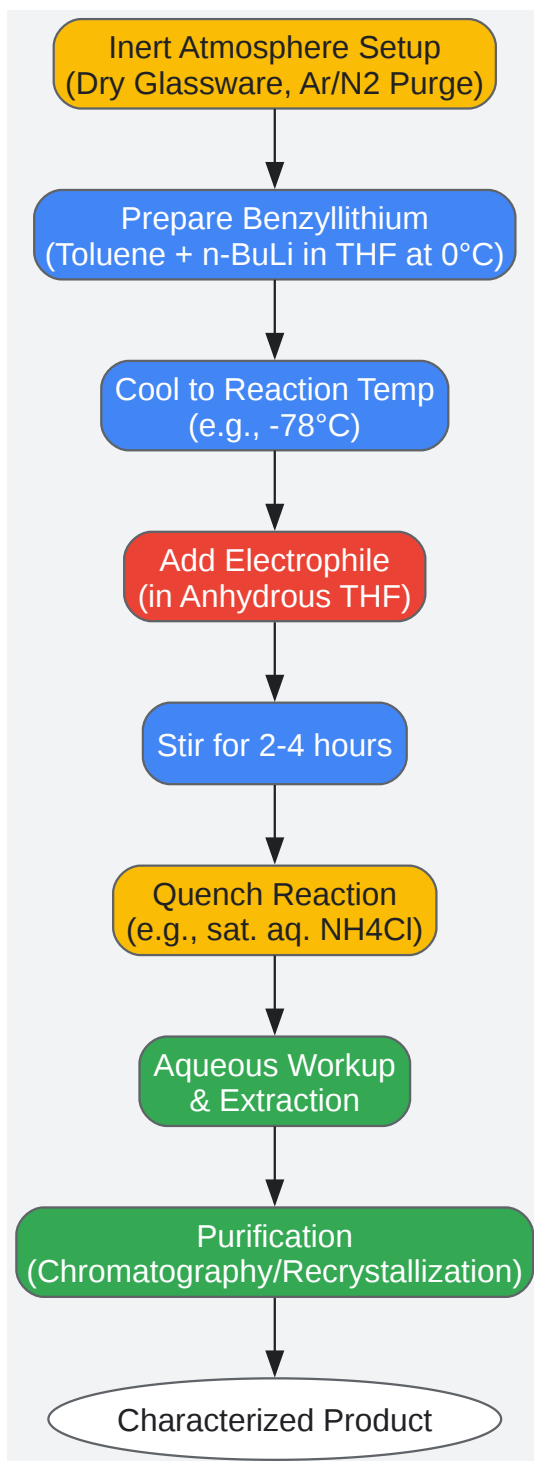 Inert Atmosphere Setup
(Dry Glassware, Ar/N2 Purge)
Prepare Benzyllithium
(Toluene + n-BuLi in THF at 0°C)
Cool to Reaction Temp
(e.g., -78°C)
Add Electrophile
(in Anhydrous THF)
Stir for 2-4 hours
Quench Reaction
(e.g., sat. aq. NH4Cl)
Aqueous Workup
& Extraction
Purification
(Chromatography/Recrystallization)
Characterized Product